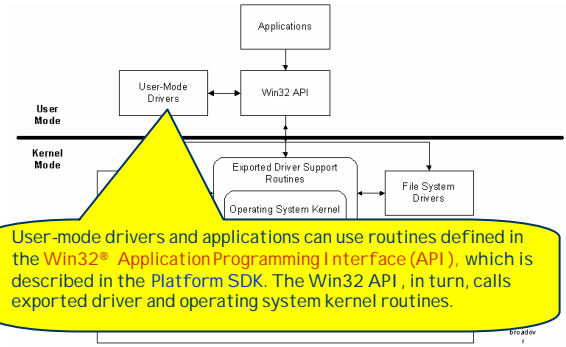 Applications
User-Mode
Drivers
Win32 API
User
Mode
Kernel
Mode
Exported Driver Support
Routines
Operating System Kernel
File System
Drivers
User-mode drivers and applications can use routines defined in
the Win32® Application Programming Interface (API), which is
described in the Platform SDK. The Win32 API, in turn, calls
exported driver and operating system kernel routines.